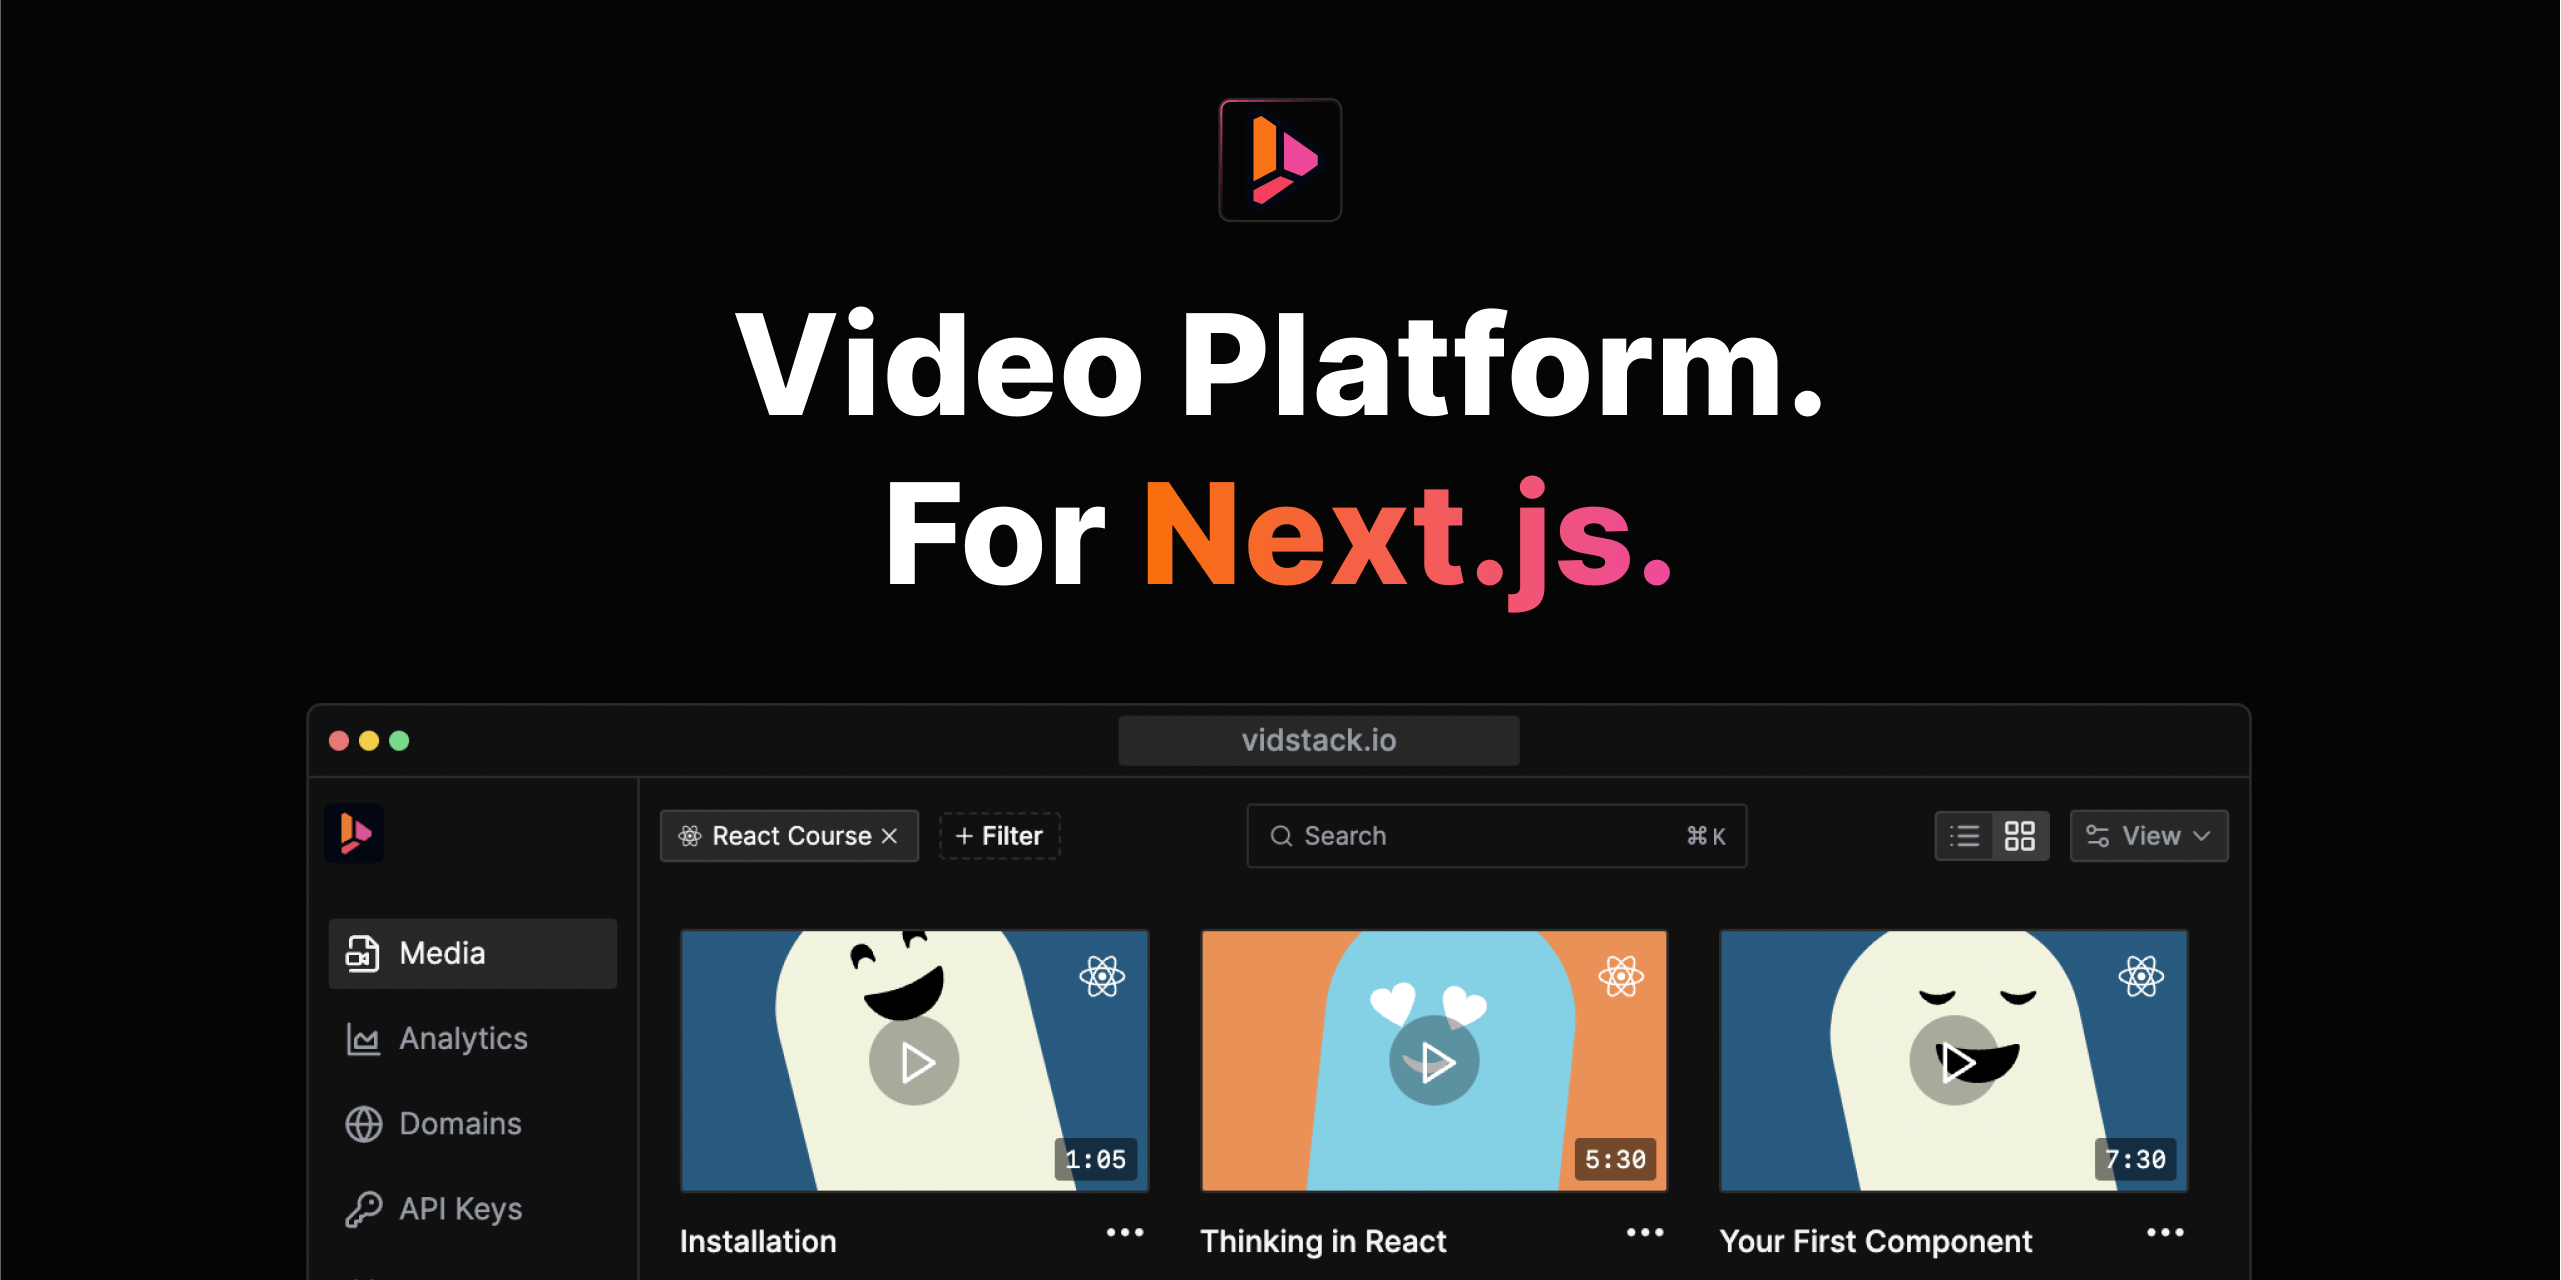 Video Platform.
For Next.js.
vidstack.io
React Course
+ Filter
Search
⌘ K
View
Media
Analytics
Domains
API Keys
1:05
5:30
7:30
Installation
Thinking in React
Your First Component